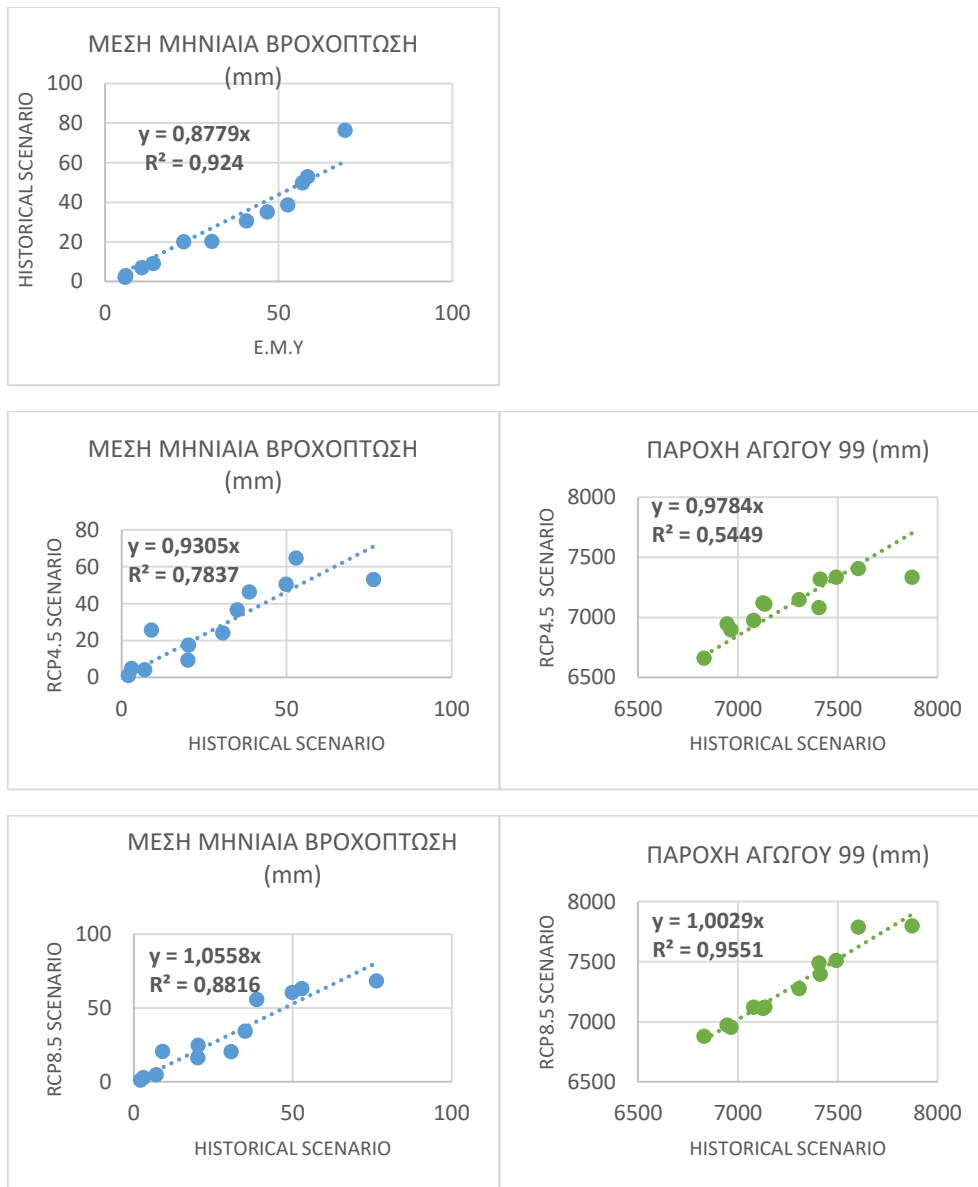 ΜΕΣΗ ΜΗΝΙΑΙΑ ΒΡΟΧΟΠΤΩΣΗ
(mm)
HISTORICAL SCENARIO
100
80
60
40
20
0
y = 0,8779x
R² = 0,924
0
50
100
Ε.Μ.Υ
ΜΕΣΗ ΜΗΝΙΑΙΑ ΒΡΟΧΟΠΤΩΣΗ
(mm)
RCP4.5 SCENARIO
80
60
40
20
0
y = 0,9305x
R² = 0,7837
0
50
100
HISTORICAL SCENARIO
ΠΑΡΟΧΗ ΑΓΩΓΟΥ 99 (mm)
RCP4.5 SCENARIO
8000
7500
7000
6500
y = 0,9784x
R² = 0,5449
6500
7000
7500
8000
HISTORICAL SCENARIO
ΜΕΣΗ ΜΗΝΙΑΙΑ ΒΡΟΧΟΠΤΩΣΗ
(mm)
RCP8.5 SCENARIO
100
50
0
y = 1,0558x
R² = 0,8816
0
50
100
HISTORICAL SCENARIO
ΠΑΡΟΧΗ ΑΓΩΓΟΥ 99 (mm)
RCP8.5 SCENARIO
8000
7500
7000
6500
y = 1,0029x
R² = 0,9551
6500
7000
7500
8000
HISTORICAL SCENARIO